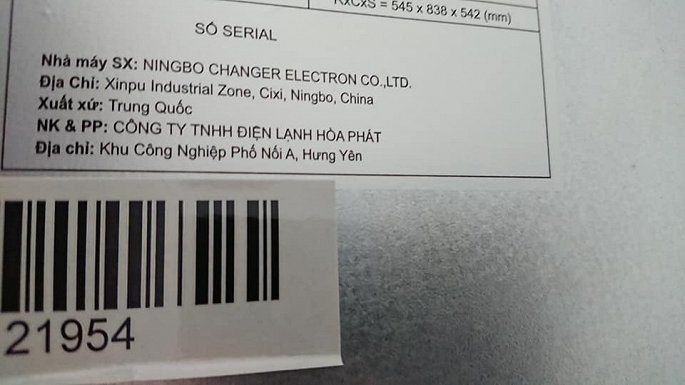 RxCxS = 545 x 838 x 542 (mm)
SỐ SERIAL
Nhà máy SX: NINGBO CHANGER ELECTRON CO.,LTD.
Địa Chỉ: Xinpu Industrial Zone, Cixi, Ningbo, China
Xuất xứ: Trung Quốc
NK & PP: CÔNG TY TNHH ĐIỆN LẠNH HÒA PHÁT
Địa chỉ: Khu Công Nghiệp Phố Nối A, Hưng Yên
21954